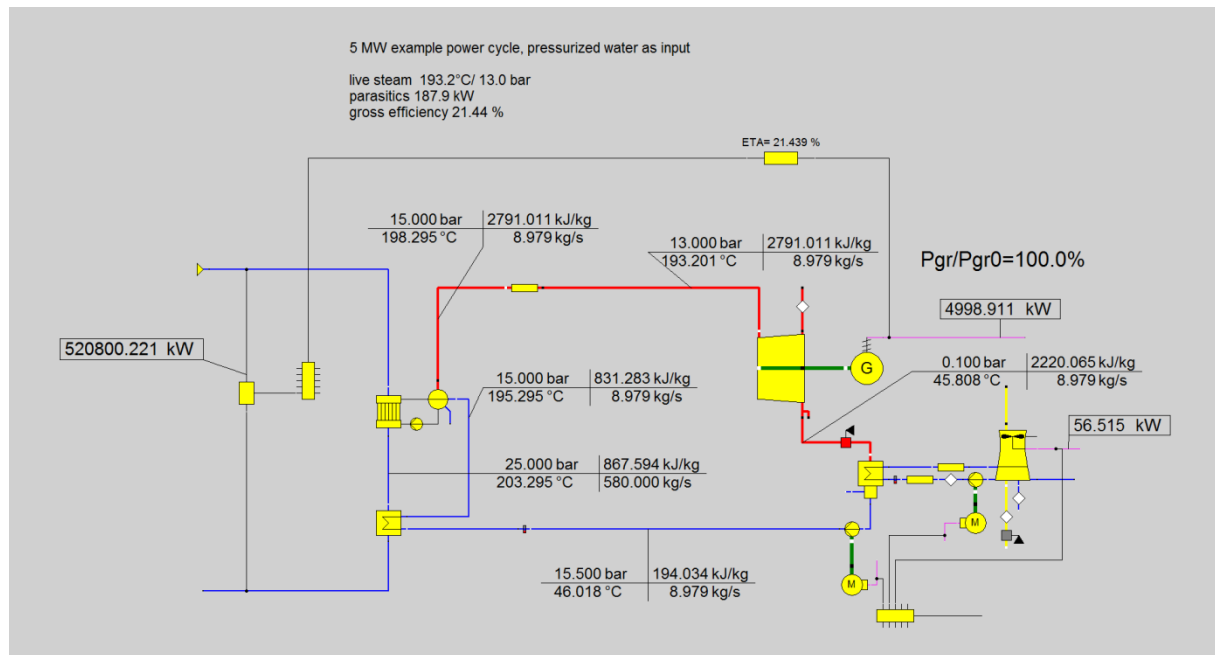 5 MW example power cycle, pressurized water as input
live steam 193.2°C/ 13.0 bar
parasitics 187.9 kW
gross efficiency 21.44 %
ETA= 21.439 %
15.000 bar 2791.011 kJ/kg
198.295 °C 8.979 kg/s
13.000 bar 2791.011 kJ/kg
193.201 °C 8.979 kg/s
Pgr/Pgr0=100.0%
4998.911 kW
520800.221 kW
G
0.100 bar 2220.065 kJ/kg
45.808 °C 8.979 kg/s
15.000 bar 831.283 kJ/kg
195.295 °C 8.979 kg/s
56.515 kW
25.000 bar 867.594 kJ/kg
203.295 °C 580.000 kg/s
M
15.500 bar 194.034 kJ/kg
46.018 °C 8.979 kg/s
M